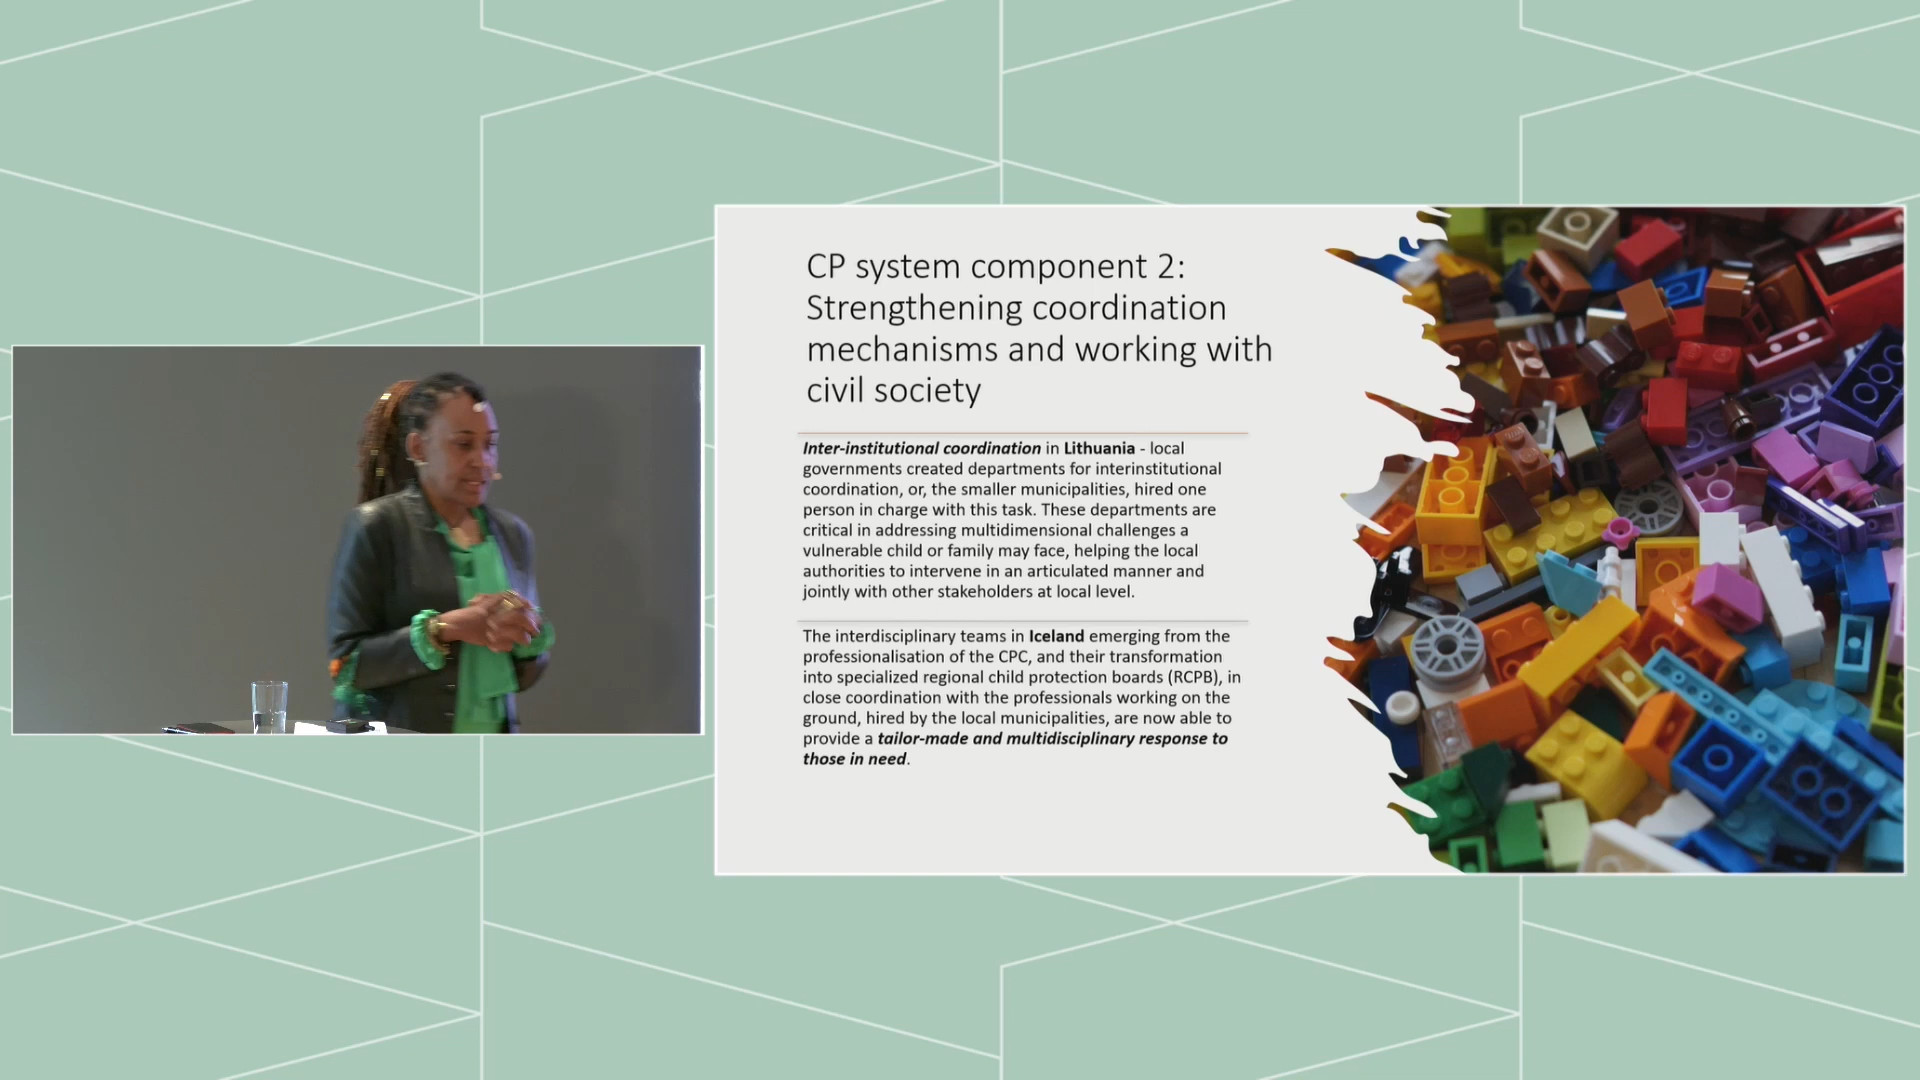 CP system component 2:
Strengthening coordination
mechanisms and working with
civil society
Inter-institutional coordination in Lithuania - local
governments created departments for interinstitutional
coordination, or, the smaller municipalities, hired one
person in charge with this task. These departments are
critical in addressing multidimensional challenges a
vulnerable child or family may face, helping the local
authorities to intervene in an articulated manner and
jointly with other stakeholders at local level.
The interdisciplinary teams in Iceland emerging from the
professionalisation of the CPC, and their transformation
into specialized regional child protection boards (RCPB), in
close coordination with the professionals working on the
ground, hired by the local municipalities, are now able to
provide a tailor-made and multidisciplinary response to
those in need.